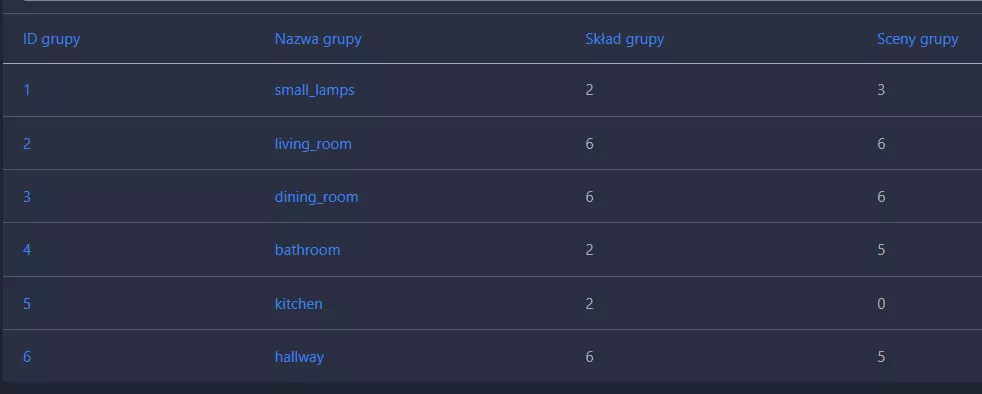 ID grupy Nazwa grupy Skład grupy Sceny grupy
1 small_lamps 2 3
2 living_room 6 6
3 dining_room 6 6
4 bathroom 2 5
5 kitchen 2 0
6 hallway 6 5